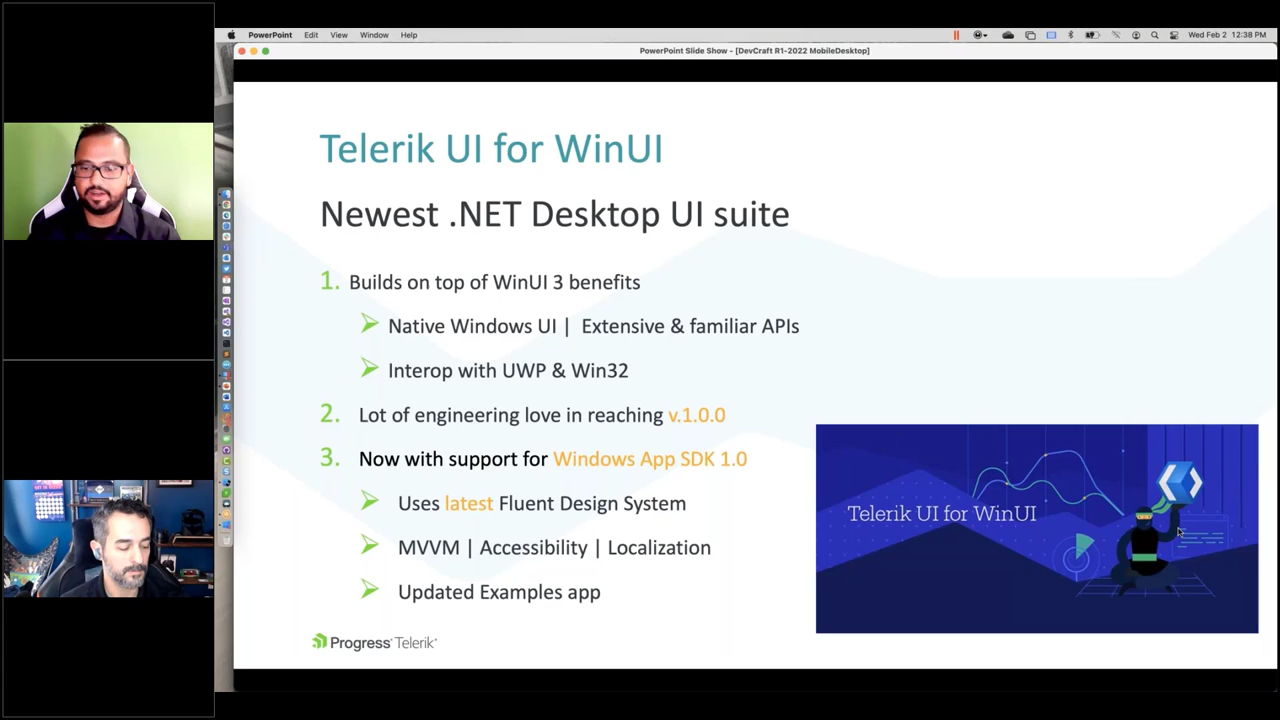 PowerPoint Edit View Window Help
Wed Feb 2 12:38 PM
PowerPoint Slide Show - [DevCraft R1-2022 MobileDesktop]
Telerik UI for WinUI
Newest .NET Desktop UI suite
1. Builds on top of WinUI 3 benefits
Native Windows UI | Extensive & familiar APIs
Interop with UWP & Win32
2. Lot of engineering love in reaching v.1.0.0
3. Now with support for Windows App SDK 1.0
Uses latest Fluent Design System
MVVM | Accessibility | Localization
Updated Examples app
Telerik UI for WinUI
Progress Telerik